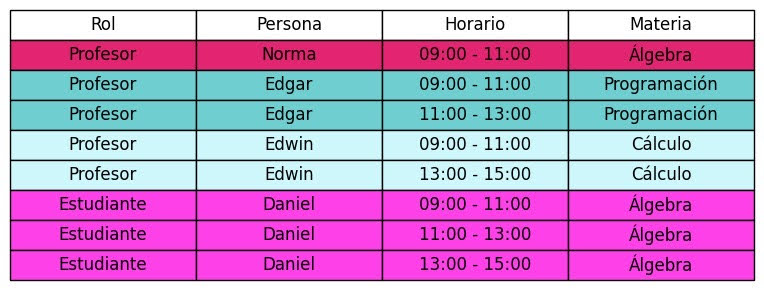 Rol Persona Horario Materia
Profesor Norma 09:00 - 11:00 Álgebra
Profesor Edgar 09:00 - 11:00 Programación
Profesor Edgar 11:00 - 13:00 Programación
Profesor Edwin 09:00 - 11:00 Cálculo
Profesor Edwin 13:00 - 15:00 Cálculo
Estudiante Daniel 09:00 - 11:00 Álgebra
Estudiante Daniel 11:00 - 13:00 Álgebra
Estudiante Daniel 13:00 - 15:00 Álgebra